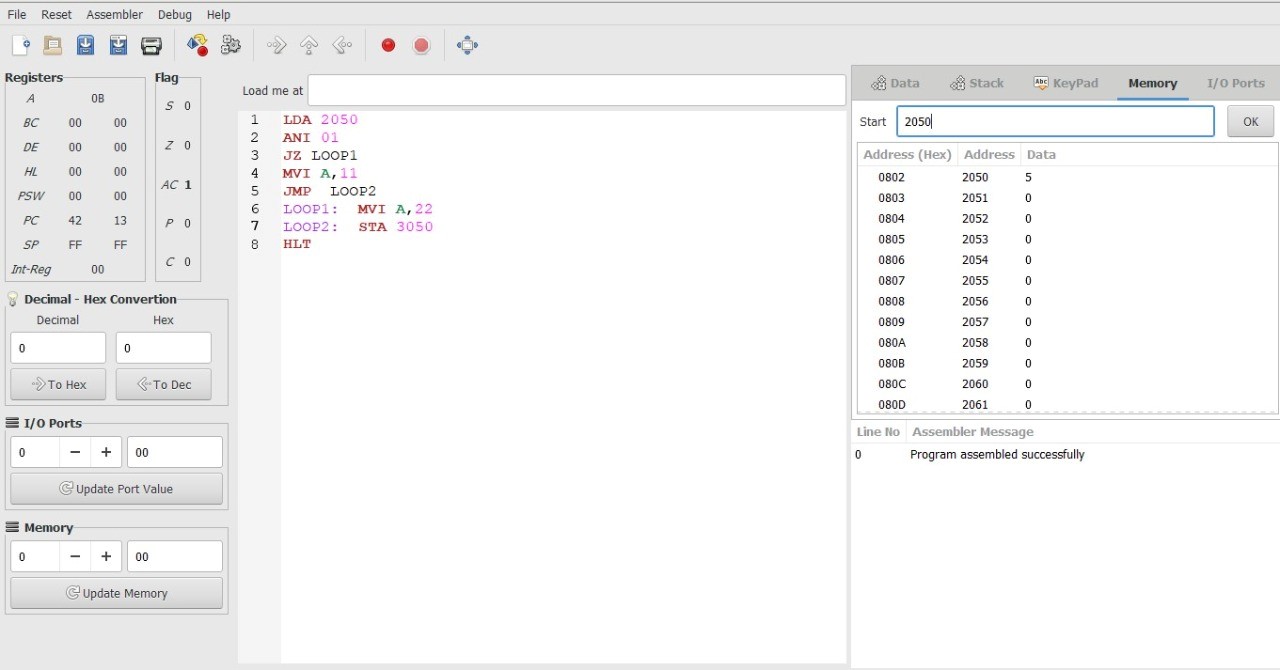 File Reset Assembler Debug Help
Registers
A 0B
BC 00 00
DE 00 00
HL 00 00
PSW 00 00
PC 42 13
SP FF FF
Int-Reg 00
Flag
S 0
Z 0
AC 1
P 0
C 0
Decimal - Hex Convertion
Decimal Hex
0 0
To Hex To Dec
I/O Ports
0 − + 00
Update Port Value
Memory
0 − + 00
Update Memory
Load me at
1 LDA 2050
2 ANI 01
3 JZ LOOP1
4 MVI A,11
5 JMP LOOP2
6 LOOP1: MVI A,22
7 LOOP2: STA 3050
8 HLT
Data Stack Abc KeyPad Memory I/O Ports
Start 2050 OK
Address (Hex) Address Data
0802 2050 5
0803 2051 0
0804 2052 0
0805 2053 0
0806 2054 0
0807 2055 0
0808 2056 0
0809 2057 0
080A 2058 0
080B 2059 0
080C 2060 0
080D 2061 0
Line No Assembler Message
0 Program assembled successfully